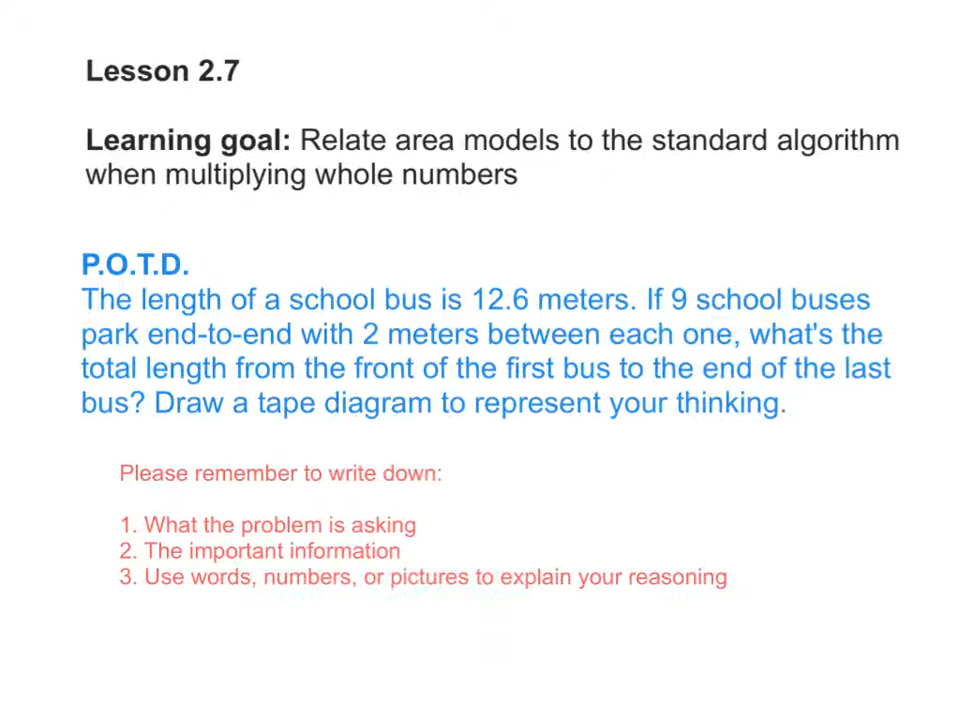 Lesson 2.7
Learning goal: Relate area models to the standard algorithm
when multiplying whole numbers
P.O.T.D.
The length of a school bus is 12.6 meters. If 9 school buses
park end-to-end with 2 meters between each one, what's the
total length from the front of the first bus to the end of the last
bus? Draw a tape diagram to represent your thinking.
Please remember to write down:
1. What the problem is asking
2. The important information
3. Use words, numbers, or pictures to explain your reasoning